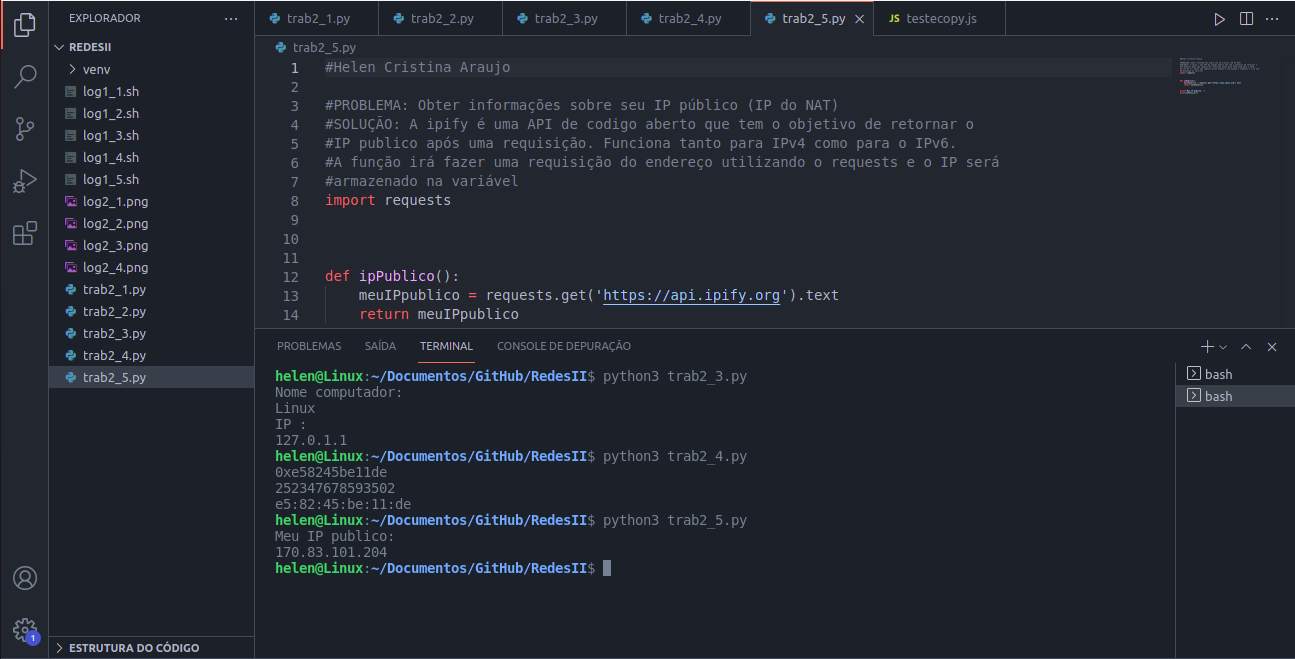 EXPLORADOR
REDESII
venv
log1_1.sh
log1_2.sh
log1_3.sh
log1_4.sh
log1_5.sh
log2_1.png
log2_2.png
log2_3.png
log2_4.png
trab2_1.py
trab2_2.py
trab2_3.py
trab2_4.py
trab2_5.py
ESTRUTURA DO CÓDIGO
1
trab2_1.py trab2_2.py trab2_3.py trab2_4.py trab2_5.py JS testecopy.js
trab2_5.py
1 #Helen Cristina Araujo
2
3 #PROBLEMA: Obter informações sobre seu IP público (IP do NAT)
4 #SOLUÇÃO: A ipify é uma API de codigo aberto que tem o objetivo de retornar o
5 #IP publico após uma requisição. Funciona tanto para IPv4 como para o IPv6.
6 #A função irá fazer uma requisição do endereço utilizando o requests e o IP será
7 #armazenado na variável
8 import requests
9
10
11
12 def ipPublico():
13 meuIPpublico = requests.get('https://api.ipify.org').text
14 return meuIPpublico
PROBLEMAS SAÍDA TERMINAL CONSOLE DE DEPURAÇÃO
helen@Linux:~/Documentos/GitHub/RedesII$ python3 trab2_3.py
Nome computador:
Linux
IP :
127.0.1.1
helen@Linux:~/Documentos/GitHub/RedesII$ python3 trab2_4.py
0xe58245be11de
252347678593502
e5:82:45:be:11:de
helen@Linux:~/Documentos/GitHub/RedesII$ python3 trab2_5.py
Meu IP publico:
170.83.101.204
helen@Linux:~/Documentos/GitHub/RedesII$
bash
bash